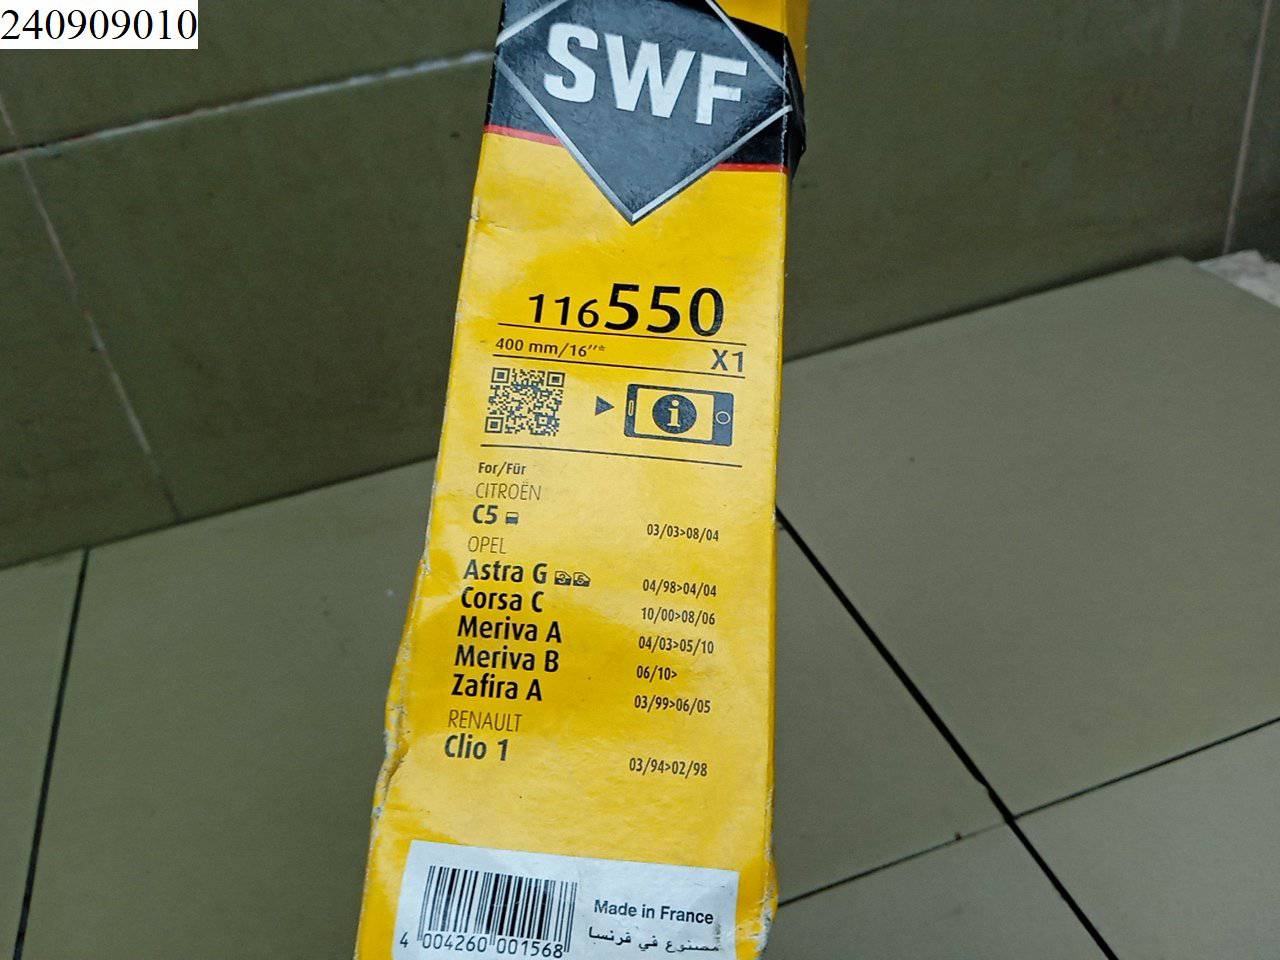 240909010
SWF
116550
400 mm/16"*
X1
For/Für
CITROËN
C5 03/03>08/04
OPEL
Astra G 3 5 04/98>04/04
Corsa C 10/00>08/06
Meriva A 04/03>05/10
Meriva B 06/10>
Zafira A 03/99>06/05
RENAULT
Clio 1 03/94>02/98
Made in France
مصنوع في فرنسا
4 004260 001568